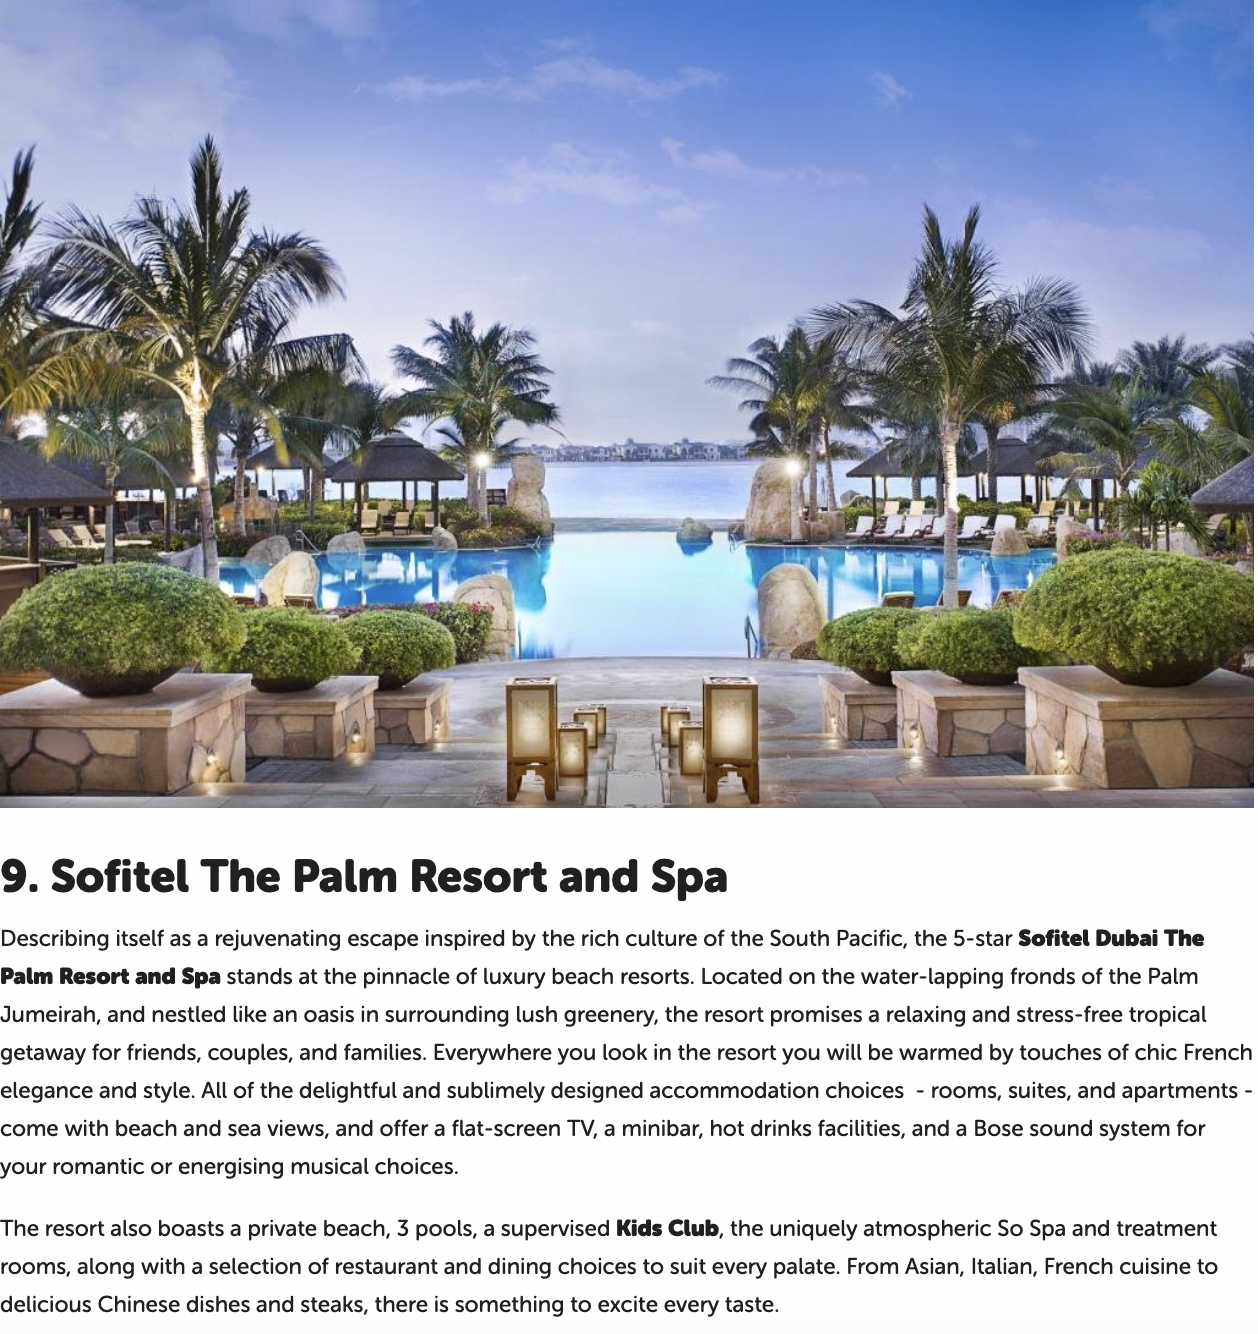 9. Sofitel The Palm Resort and Spa
Describing itself as a rejuvenating escape inspired by the rich culture of the South Pacific, the 5-star Sofitel Dubai The
Palm Resort and Spa stands at the pinnacle of luxury beach resorts. Located on the water-lapping fronds of the Palm
Jumeirah, and nestled like an oasis in surrounding lush greenery, the resort promises a relaxing and stress-free tropical
getaway for friends, couples, and families. Everywhere you look in the resort you will be warmed by touches of chic French
elegance and style. All of the delightful and sublimely designed accommodation choices  - rooms, suites, and apartments -
come with beach and sea views, and offer a flat-screen TV, a minibar, hot drinks facilities, and a Bose sound system for
your romantic or energising musical choices.
The resort also boasts a private beach, 3 pools, a supervised Kids Club, the uniquely atmospheric So Spa and treatment
rooms, along with a selection of restaurant and dining choices to suit every palate. From Asian, Italian, French cuisine to
delicious Chinese dishes and steaks, there is something to excite every taste.